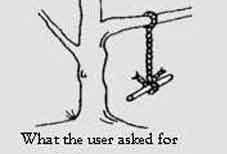 What the user asked for